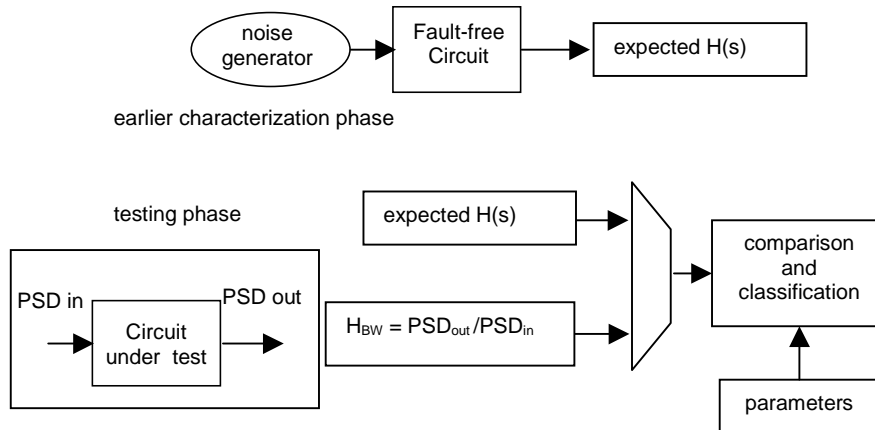 noise
generator
Fault-free
Circuit
expected H(s)
earlier characterization phase
testing phase
expected H(s)
comparison
and
classification
PSD in
PSD out
Circuit
under test
H_BW = PSD_out/PSD_in
parameters